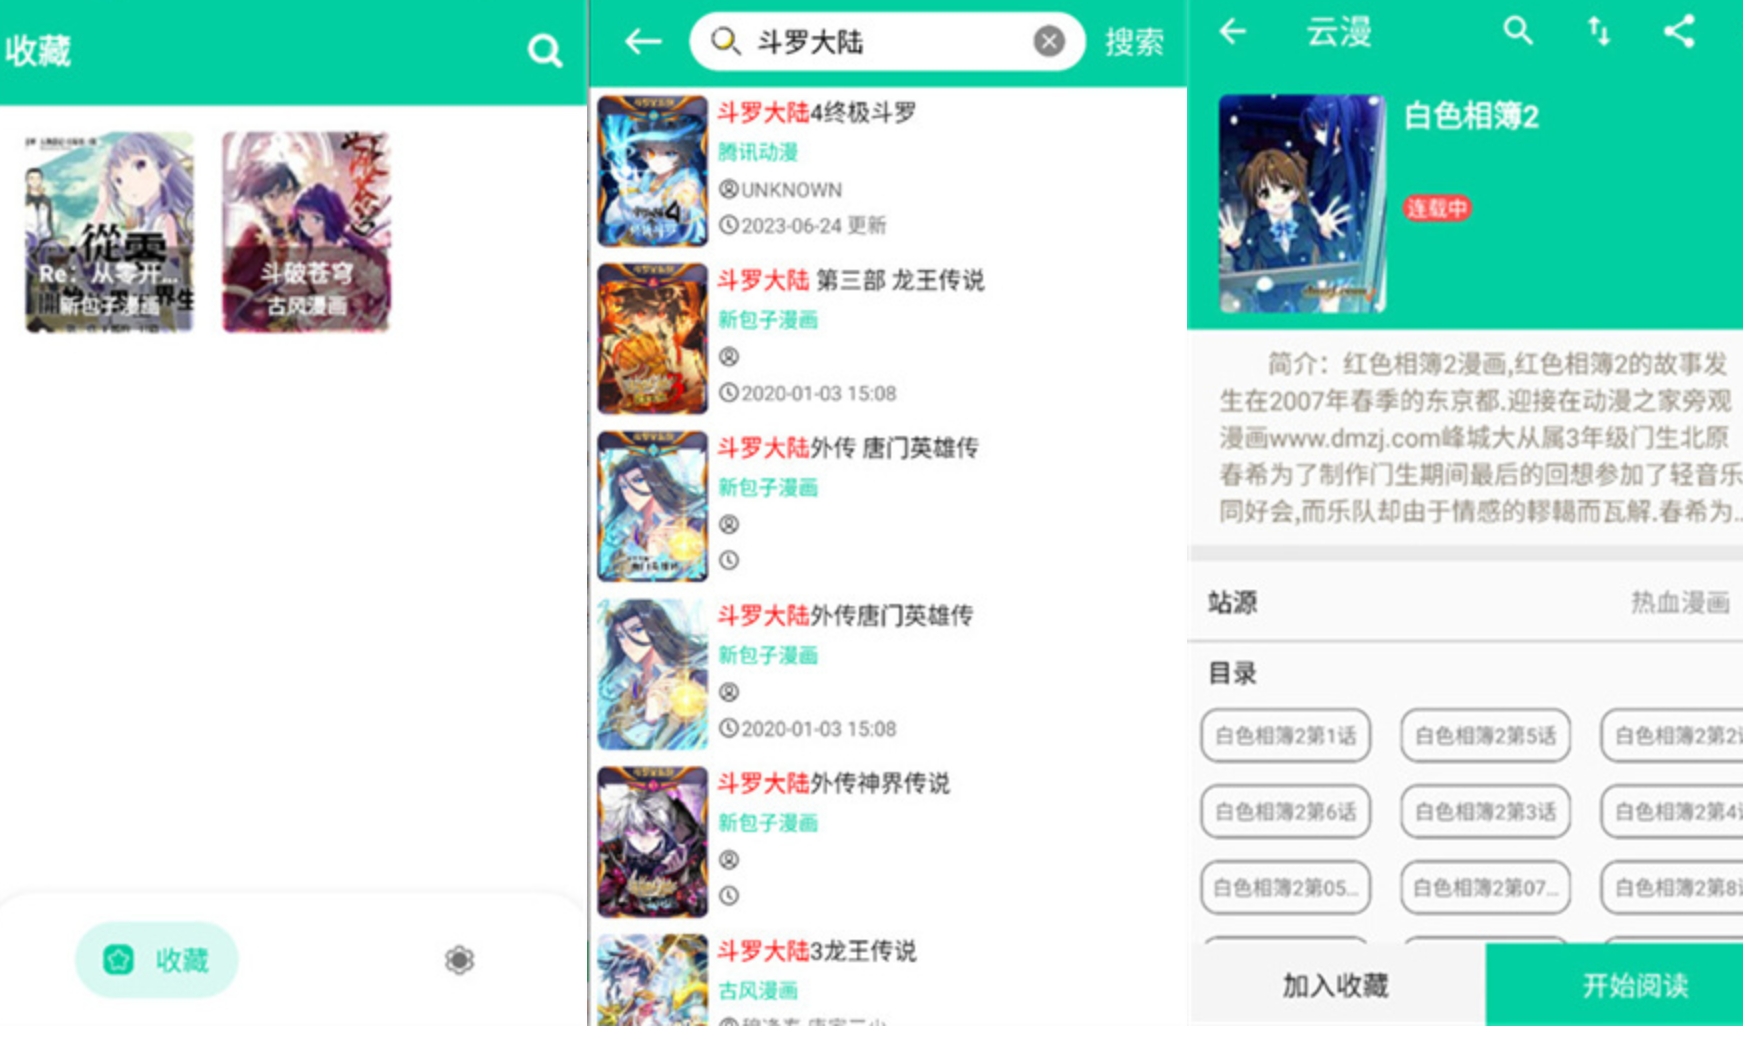 收藏
Re：从零开...
新包子漫画
斗破苍穹
古风漫画
收藏
斗罗大陆
搜索
斗罗大陆4终极斗罗
腾讯动漫
UNKNOWN
2023-06-24 更新
斗罗大陆 第三部 龙王传说
新包子漫画
2020-01-03 15:08
斗罗大陆外传 唐门英雄传
新包子漫画
斗罗大陆外传唐门英雄传
新包子漫画
2020-01-03 15:08
斗罗大陆外传神界传说
新包子漫画
斗罗大陆3龙王传说
古风漫画
云漫
白色相簿2
连载中
简介：红色相簿2漫画,红色相簿2的故事发
生在2007年春季的东京都.迎接在动漫之家旁观
漫画www.dmzj.com峰城大从属3年级门生北原
春希为了制作门生期间最后的回想参加了轻音乐
同好会,而乐队却由于情感的轇轕而瓦解.春希为...
站源
热血漫画
目录
白色相簿2第1话
白色相簿2第5话
白色相簿2第2
白色相簿2第6话
白色相簿2第3话
白色相簿2第4
白色相簿2第05...
白色相簿2第07...
白色相簿2第8
加入收藏
开始阅读